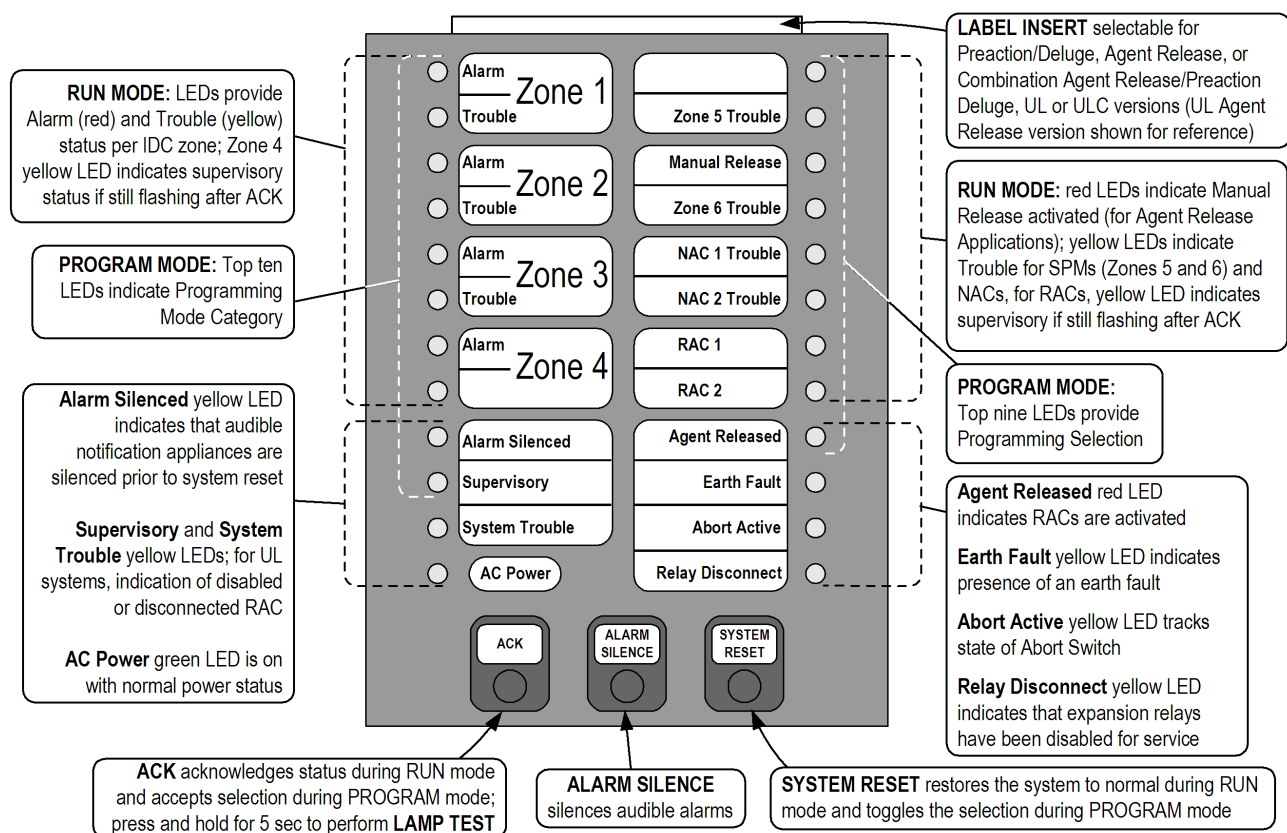 LABEL INSERT selectable for
Preaction/Deluge, Agent Release, or
Combination Agent Release/Preaction
Deluge, UL or ULC versions (UL Agent
Release version shown for reference)
RUN MODE: LEDs provide
Alarm (red) and Trouble (yellow)
status per IDC zone; Zone 4
yellow LED indicates supervisory
status if still flashing after ACK
PROGRAM MODE: Top ten
LEDs indicate Programming
Mode Category
Alarm Silenced yellow LED
indicates that audible
notification appliances are
silenced prior to system reset
Supervisory and System
Trouble yellow LEDs; for UL
systems, indication of disabled
or disconnected RAC
AC Power green LED is on
with normal power status
Alarm
Zone 1
Trouble
Alarm
Zone 2
Trouble
Alarm
Zone 3
Trouble
Alarm
Zone 4
Alarm Silenced
Supervisory
System Trouble
AC Power
Zone 5 Trouble
Manual Release
Zone 6 Trouble
NAC 1 Trouble
NAC 2 Trouble
RAC 1
RAC 2
Agent Released
Earth Fault
Abort Active
Relay Disconnect
ACK
ALARM
SILENCE
SYSTEM
RESET
RUN MODE: red LEDs indicate Manual
Release activated (for Agent Release
Applications); yellow LEDs indicate
Trouble for SPMs (Zones 5 and 6) and
NACs, for RACs, yellow LED indicates
supervisory if still flashing after ACK
PROGRAM MODE:
Top nine LEDs provide
Programming Selection
Agent Released red LED
indicates RACs are activated
Earth Fault yellow LED indicates
presence of an earth fault
Abort Active yellow LED tracks
state of Abort Switch
Relay Disconnect yellow LED
indicates that expansion relays
have been disabled for service
ACK acknowledges status during RUN mode
and accepts selection during PROGRAM mode;
press and hold for 5 sec to perform LAMP TEST
ALARM SILENCE
silences audible alarms
SYSTEM RESET restores the system to normal during RUN
mode and toggles the selection during PROGRAM mode